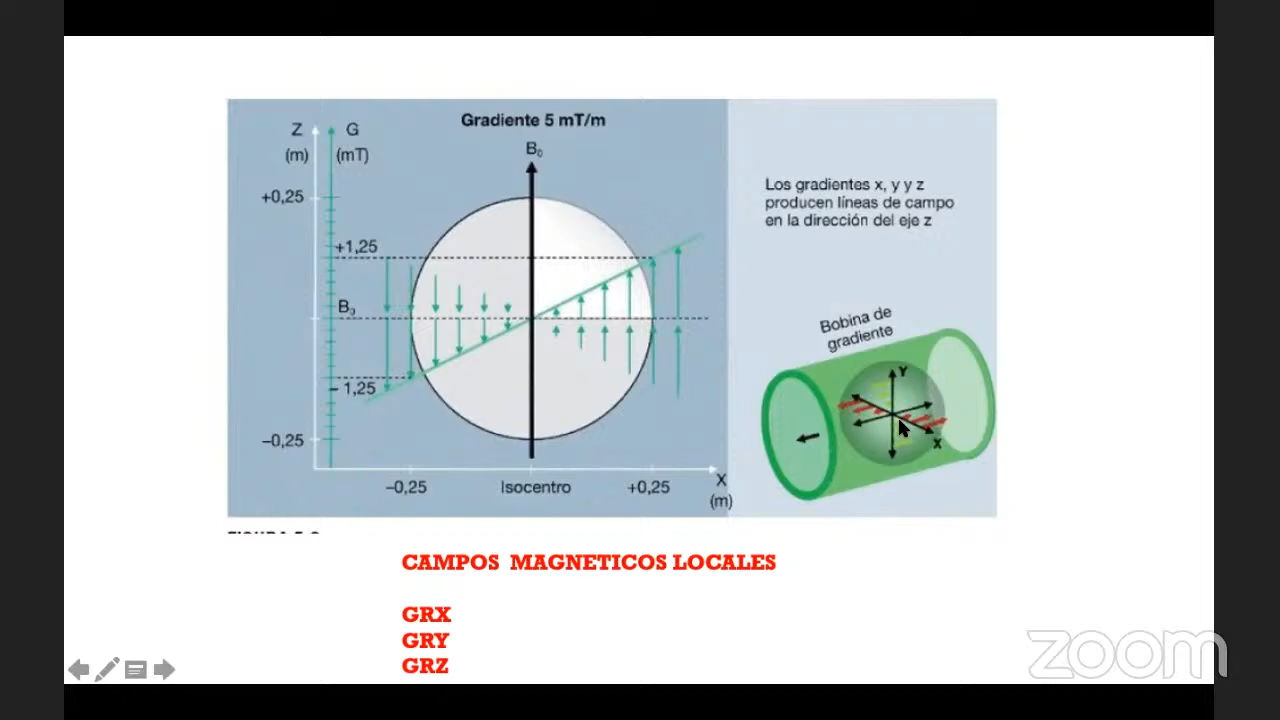 Gradiente 5 mT/m
Z
(m)
G
(mT)
B₀
+0,25
+1,25
B₀
– 1,25
–0,25
–0,25
Isocentro
+0,25
X
(m)
Los gradientes x, y y z
producen líneas de campo
en la dirección del eje z
Bobina de
gradiente
Y
X
CAMPOS MAGNETICOS LOCALES
GRX
GRY
GRZ
zoom